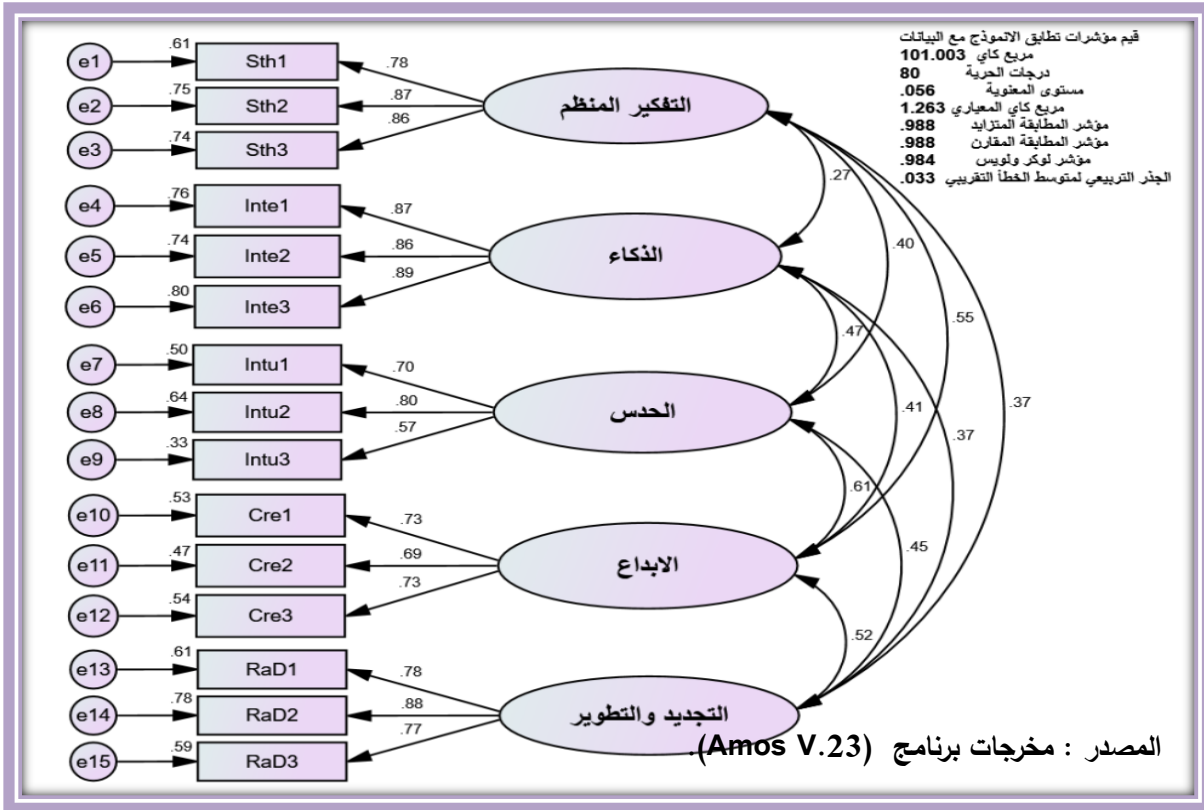 قيم مؤشرات تطابق الانموذج مع البيانات
مربع كاي 101.003
درجات الحرية 80
مستوى المعنوية .056
مربع كاي المعياري 1.263
مؤشر المطابقة المتزايد .988
مؤشر المطابقة المقارن .988
مؤشر لوكر ولويس .984
الجذر التربيعي لمتوسط الخطأ التقريبي .033
e1 .61 Sth1 .78
e2 .75 Sth2 .87
e3 .74 Sth3 .86
التفكير المنظم
.27
e4 .76 Inte1 .87
e5 .74 Inte2 .86
e6 .80 Inte3 .89
الذكاء
.40
.55
.47
e7 .50 Intu1 .70
e8 .64 Intu2 .80
e9 .33 Intu3 .57
الحدس
.41
.37
.37
.61
e10 .53 Cre1 .73
e11 .47 Cre2 .69
e12 .54 Cre3 .73
الابداع
.45
.52
e13 .61 RaD1 .78
e14 .78 RaD2 .88
e15 .59 RaD3 .77
التجديد والتطوير
المصدر : مخرجات برنامج (Amos V.23).